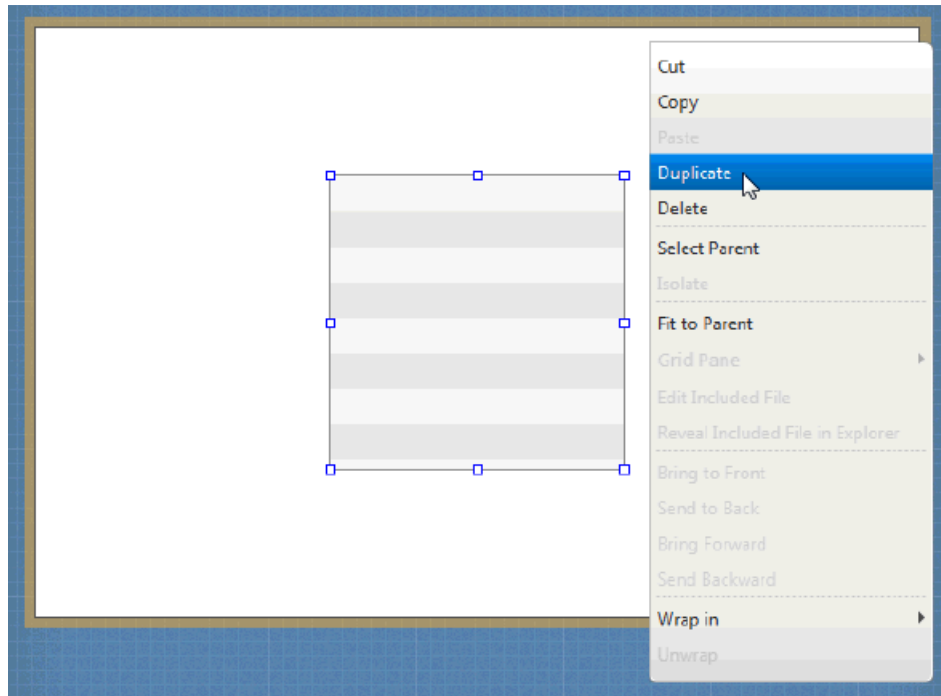 Cut
Copy
Paste
Duplicate
Delete
Select Parent
Isolate
Fit to Parent
Grid Pane
Edit Included File
Reveal Included File in Explorer
Bring to Front
Send to Back
Bring Forward
Send Backward
Wrap in
Unwrap